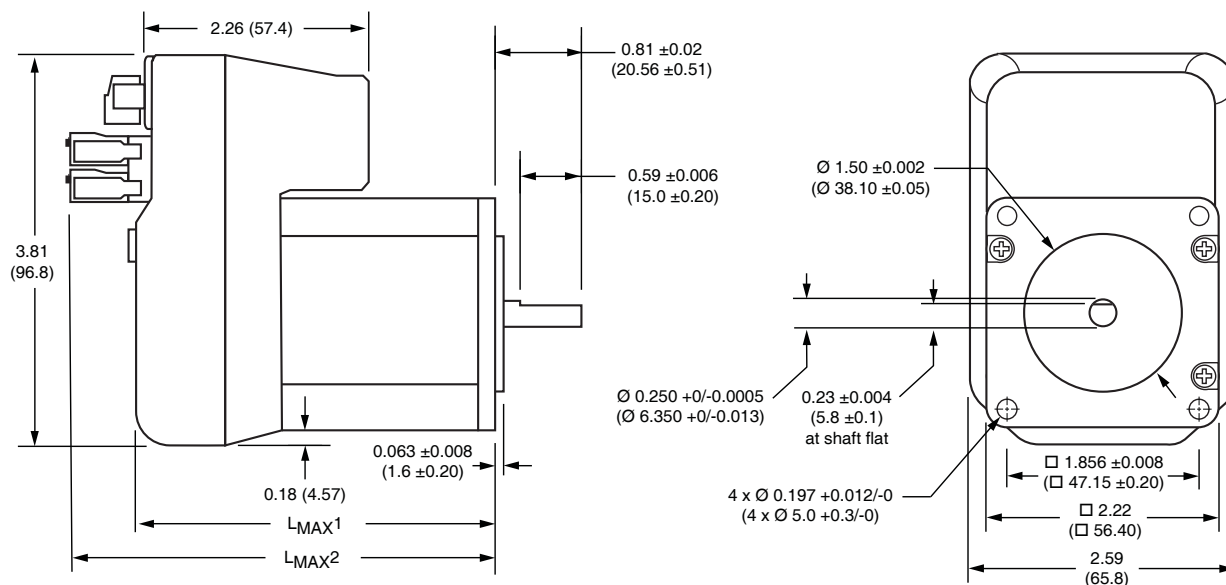 2.26 (57.4)
0.81 ±0.02
(20.56 ±0.51)
0.59 ±0.006
(15.0 ±0.20)
3.81
(96.8)
0.063 ±0.008
(1.6 ±0.20)
0.18 (4.57)
LMAX1
LMAX2
Ø 1.50 ±0.002
(Ø 38.10 ±0.05)
Ø 0.250 +0/-0.0005
(Ø 6.350 +0/-0.013)
0.23 ±0.004
(5.8 ±0.1)
at shaft flat
4 x Ø 0.197 +0.012/-0
(4 x Ø 5.0 +0.3/-0)
□ 1.856 ±0.008
(□ 47.15 ±0.20)
□ 2.22
(□ 56.40)
2.59
(65.8)